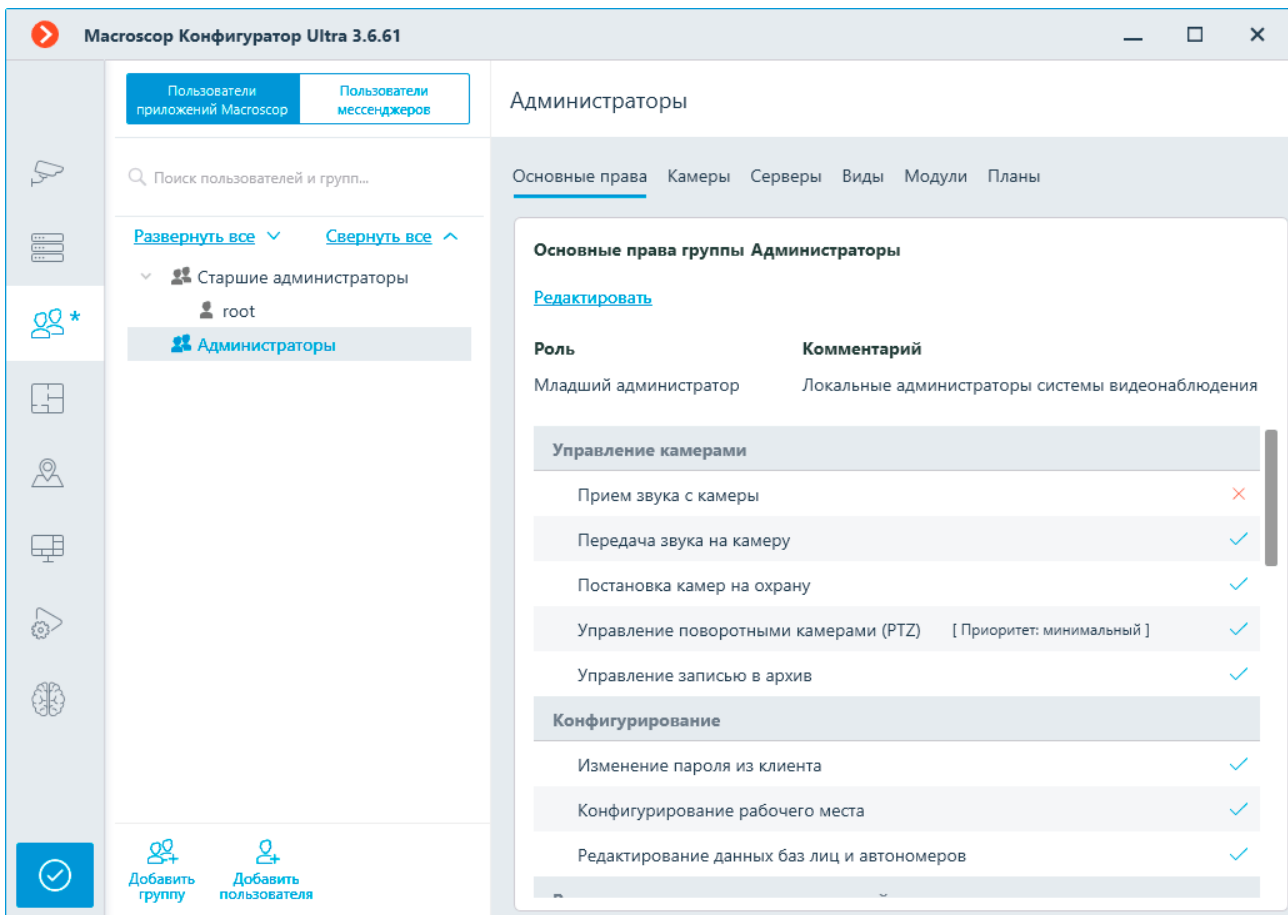 Macroscop Конфигуратор Ultra 3.6.61
Пользователи
приложений Macroscop
Пользователи
мессенджеров
Поиск пользователей и групп...
Развернуть все
Свернуть все
Старшие администраторы
root
Администраторы
Добавить
группу
Добавить
пользователя
Администраторы
Основные права Камеры Серверы Виды Модули Планы
Основные права группы Администраторы
Редактировать
Роль Комментарий
Младший администратор Локальные администраторы системы видеонаблюдения
Управление камерами
Прием звука с камеры
Передача звука на камеру
Постановка камер на охрану
Управление поворотными камерами (PTZ) [ Приоритет: минимальный ]
Управление записью в архив
Конфигурирование
Изменение пароля из клиента
Конфигурирование рабочего места
Редактирование данных баз лиц и автономеров